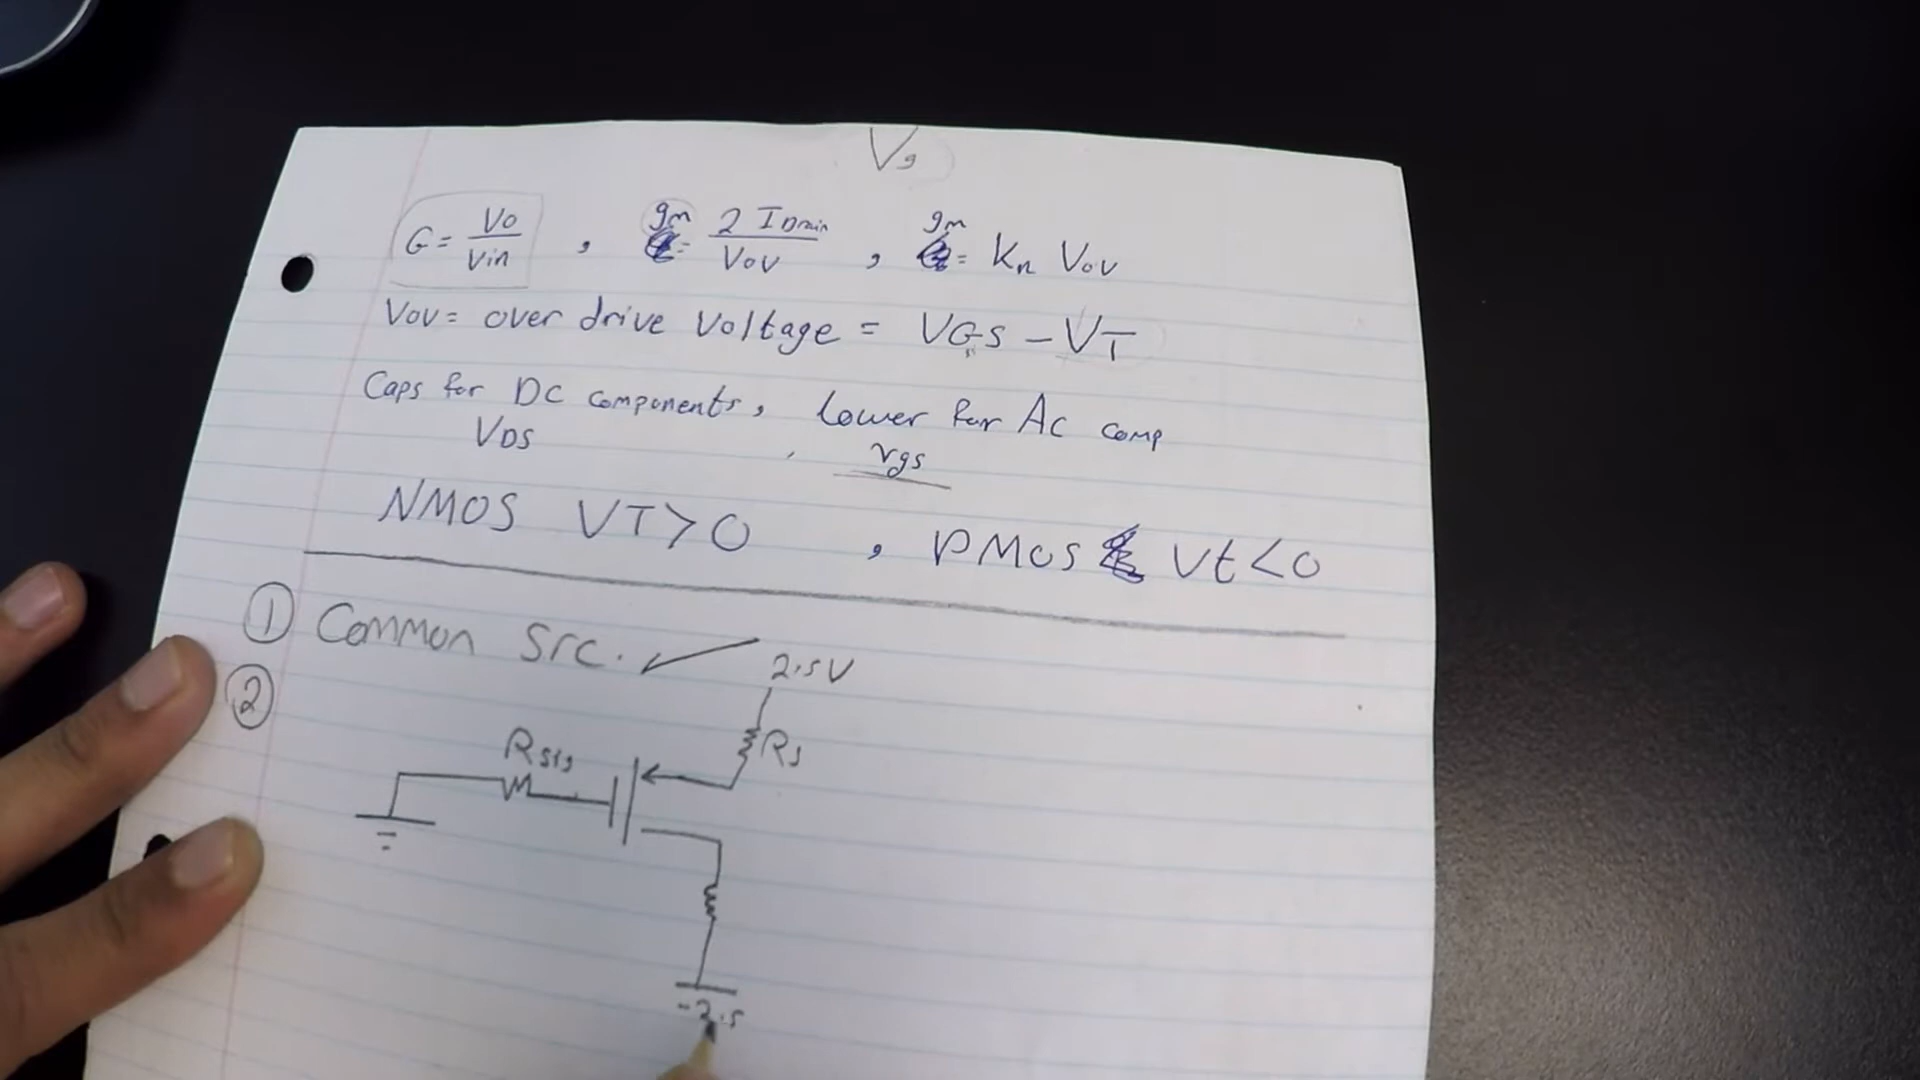 Vg
G = Vo/Vin , gm = 2 IDrain/Vov , gm = Kn Vov
Vov = over drive Voltage = VGS - VT
Caps for DC components, lower for AC comp
VDS , vgs
NMOS VT > 0 , PMOS Vt < 0
① Common Src.
②
2.5V
Rsig Rs
-2.5